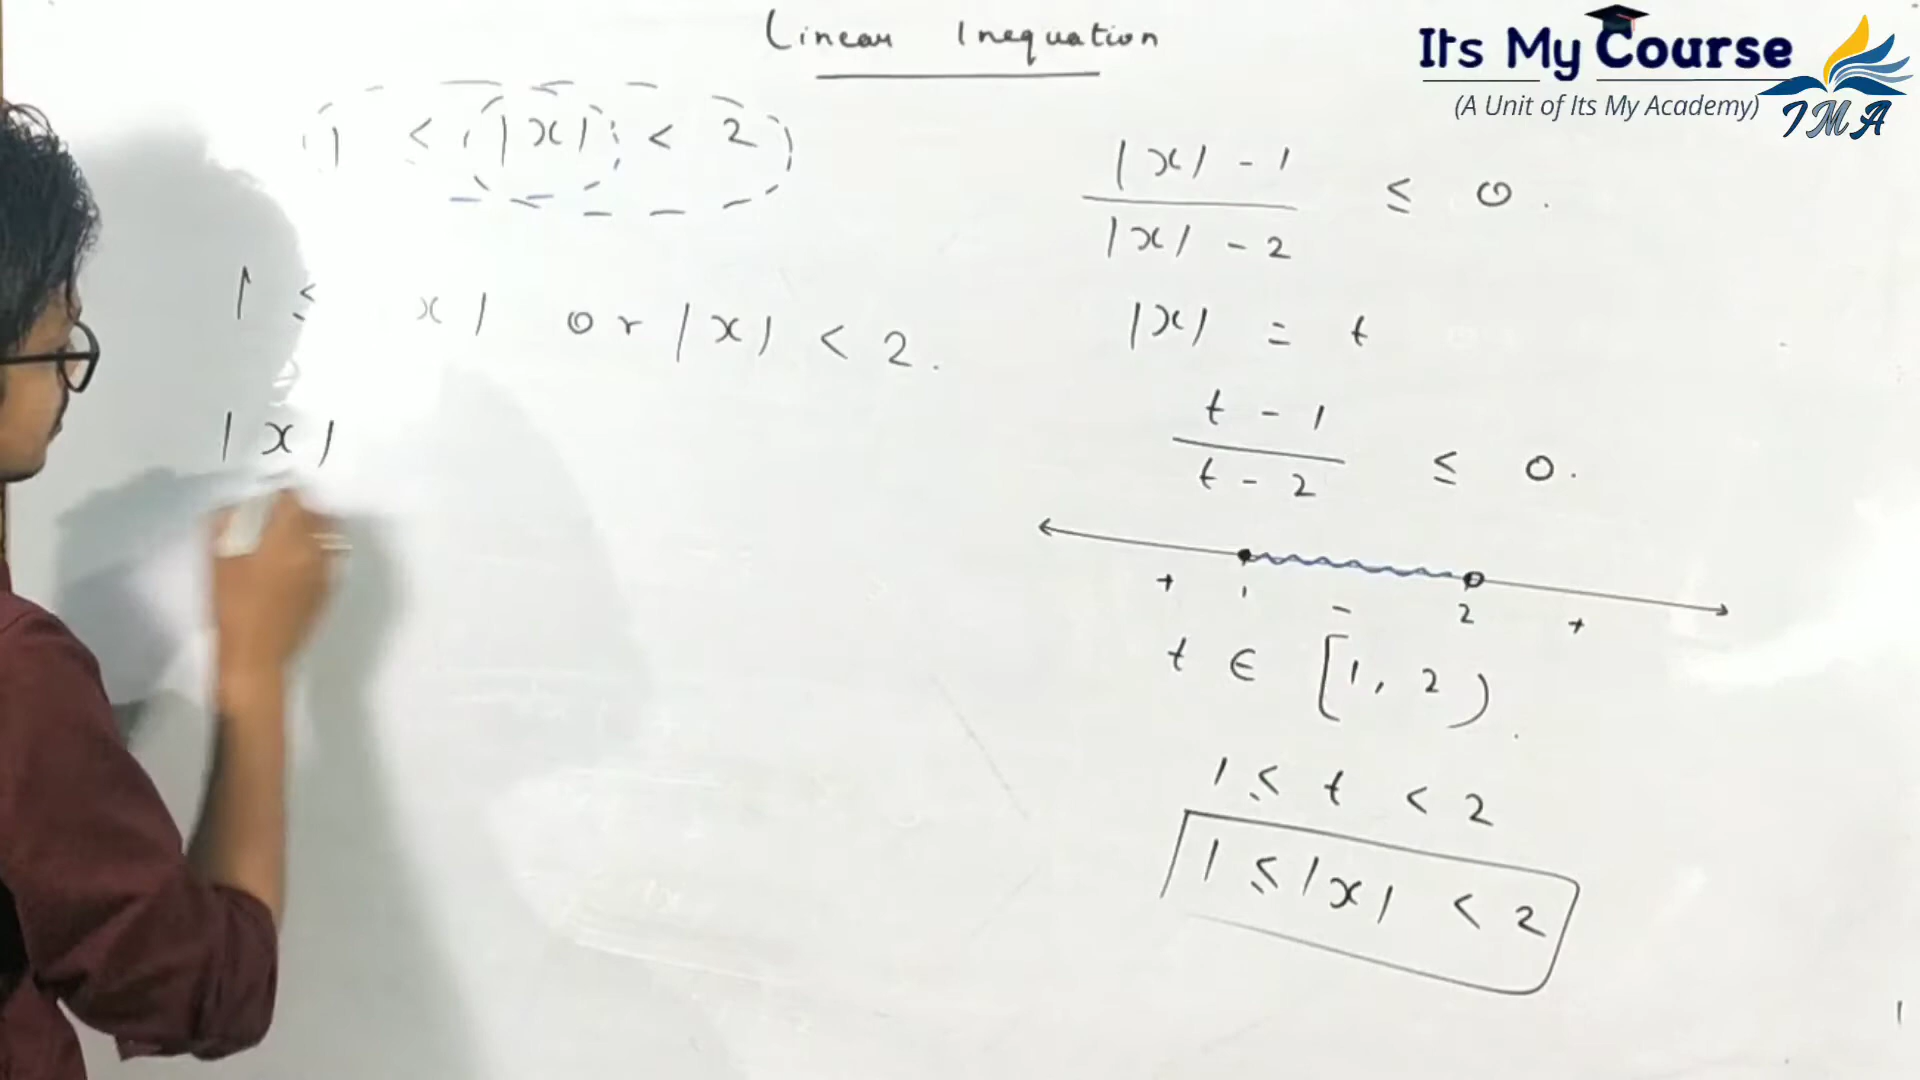 Linear Inequation
Its My Course
(A Unit of Its My Academy)
IMA
1 < |x| < 2
1 ≤ x| or |x| < 2.
|x|
|x| - 1
|x| - 2
≤ 0.
|x| = t
t - 1
t - 2
≤ 0.
+ 1 - 2 +
t ∈ [1, 2)
1 ≤ t < 2
1 ≤ |x| < 2